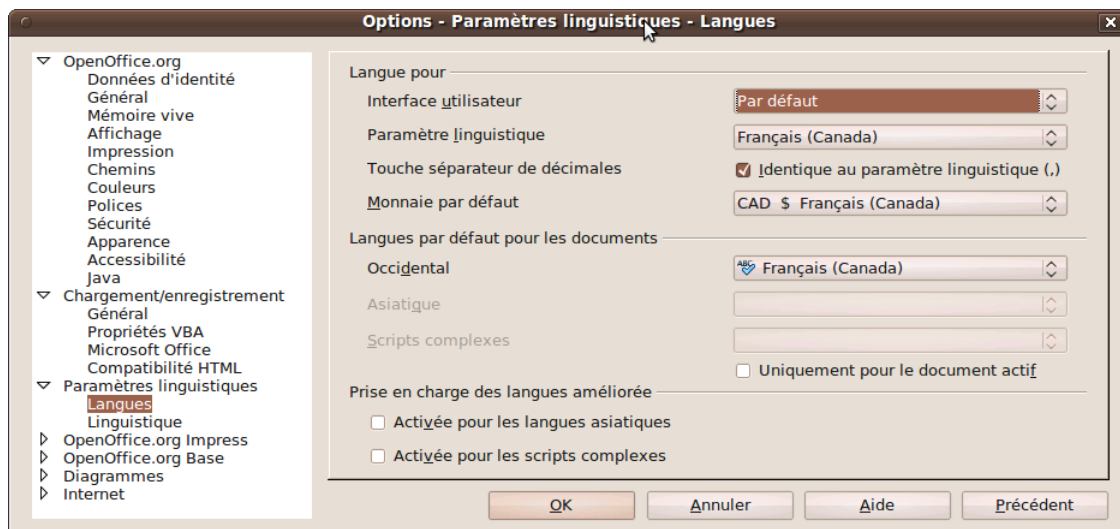 Options - Paramètres linguistiques - Langues
OpenOffice.org
Données d'identité
Général
Mémoire vive
Affichage
Impression
Chemins
Couleurs
Polices
Sécurité
Apparence
Accessibilité
Java
Chargement/enregistrement
Général
Propriétés VBA
Microsoft Office
Compatibilité HTML
Paramètres linguistiques
Langues
Linguistique
OpenOffice.org Impress
OpenOffice.org Base
Diagrammes
Internet
Langue pour
Interface utilisateur Par défaut
Paramètre linguistique Français (Canada)
Touche séparateur de décimales Identique au paramètre linguistique (,)
Monnaie par défaut CAD $ Français (Canada)
Langues par défaut pour les documents
Occidental ABC Français (Canada)
Asiatique
Scripts complexes
Uniquement pour le document actif
Prise en charge des langues améliorée
Activée pour les langues asiatiques
Activée pour les scripts complexes
OK Annuler Aide Précédent